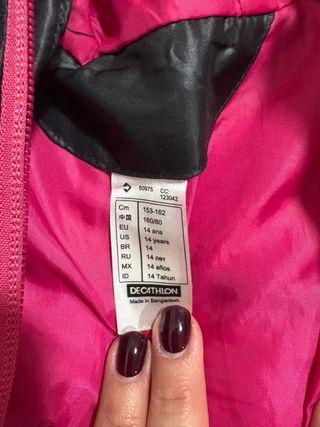 50975 CC: 123042
Cm 153-162
中国 160/80
EU 14 ans
US 14 years
BR 14
RU 14 лет
MX 14 años
ID 14 Tahun
DECATHLON
Made in Bangladesh